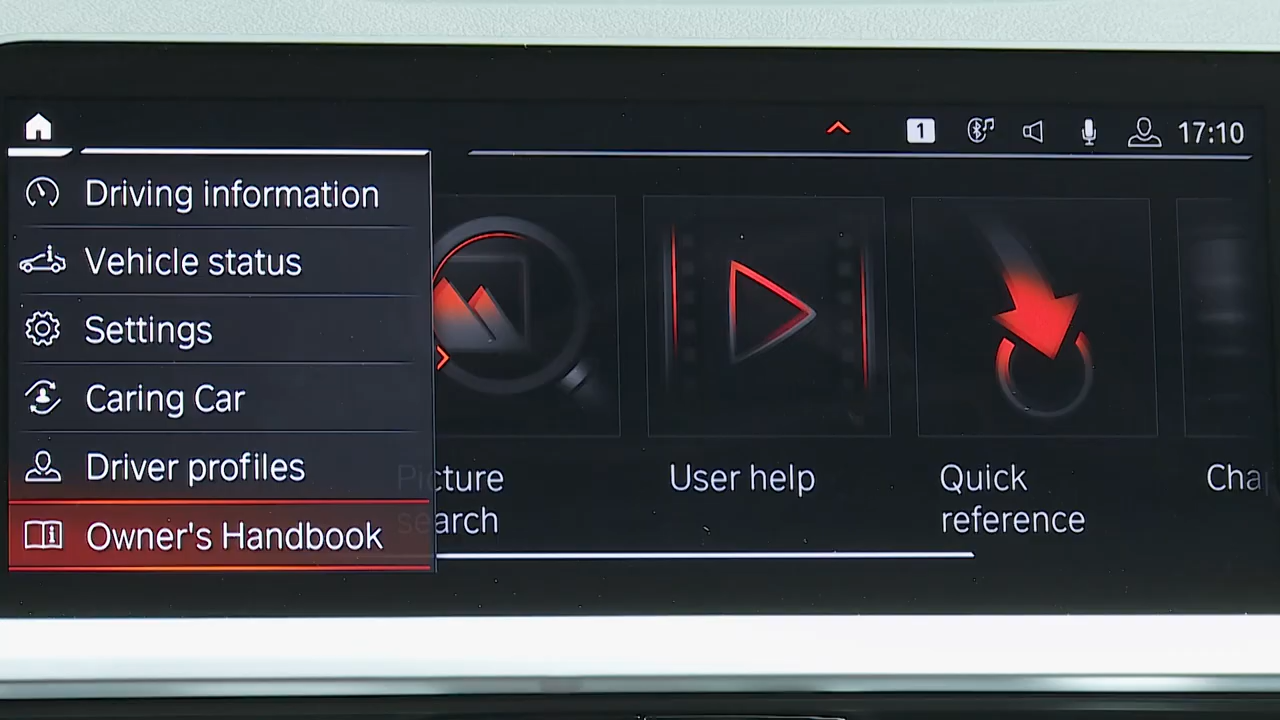 1
17:10
Driving information
Vehicle status
Settings
Caring Car
Driver profiles
Owner's Handbook
Picture
search
User help
Quick
reference